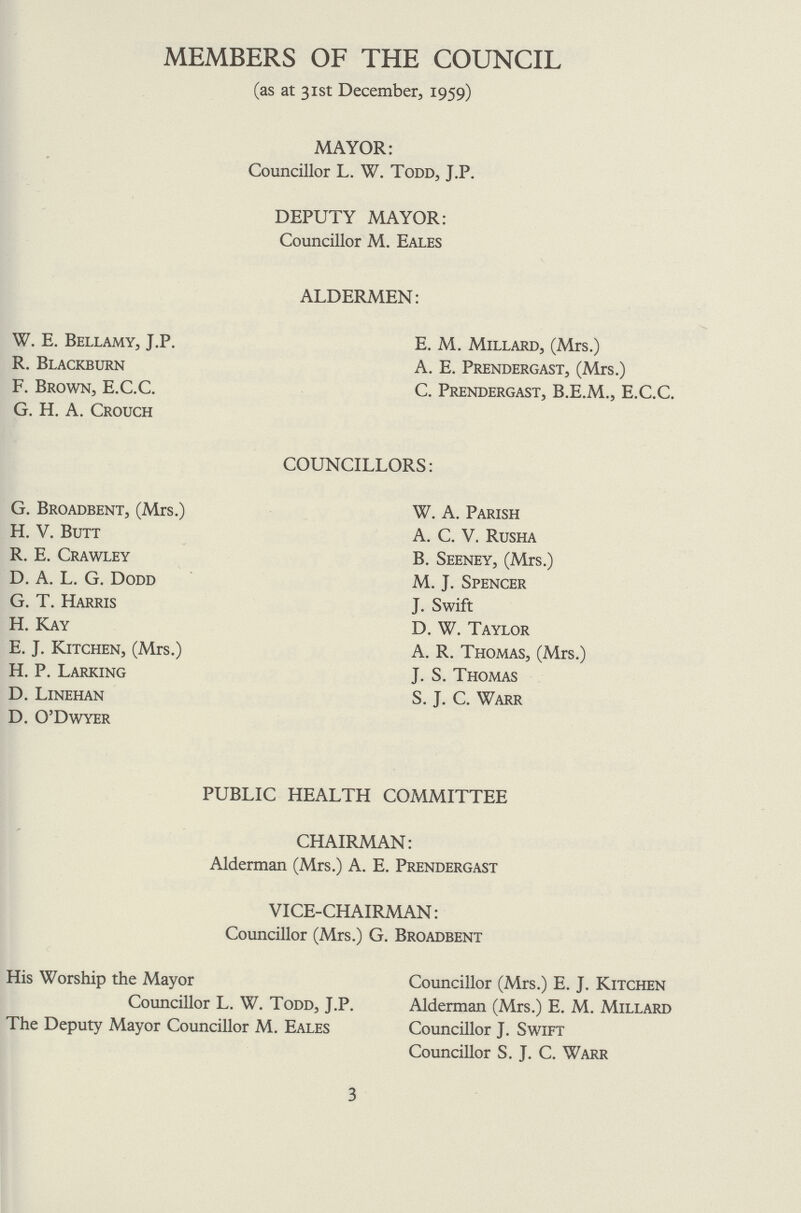 MEMBERS OF THE COUNCIL
(as at 31st December, 1959)
MAYOR:
Councillor L. W. TODD, J.P.
DEPUTY MAYOR:
Councillor M. EALES
ALDERMEN:
W. E. BELLAMY, J.P.
R. BLACKBURN
F. BROWN, E.C.C.
G. H. A. CROUCH
E. M. MILLARD, (Mrs.)
A. E. PRENDERGAST, (Mrs.)
C. PRENDERGAST, B.E.M., E.C.C.
COUNCILLORS:
G. BROADBENT, (Mrs.)
H. V. BUTT
R. E. CRAWLEY
D. A. L. G. DODD
G. T. HARRIS
H. KAY
E. J. KITCHEN, (Mrs.)
H. P. LARKING
D. LINEHAN
D. O'DWYER
W. A. PARISH
A. C. V. RUSHA
B. SEENEY, (Mrs.)
M. J. SPENCER
J. Swift
D. W. TAYLOR
A. R. THOMAS, (Mrs.)
J. S. THOMAS
S. J. C. WARR
PUBLIC HEALTH COMMITTEE
CHAIRMAN:
Alderman (Mrs.) A. E. PRENDERGAST
VICE-CHAIRMAN:
Councillor (Mrs.) G. BROADBENT
His Worship the Mayor
Councillor L. W. TODD, J.P.
The Deputy Mayor Councillor M. EALES
Councillor (Mrs.) E. J. KITCHEN
Alderman (Mrs.) E. M. MILLARD
Councillor J. SWIFT
Councillor S. J. C. WARR
3